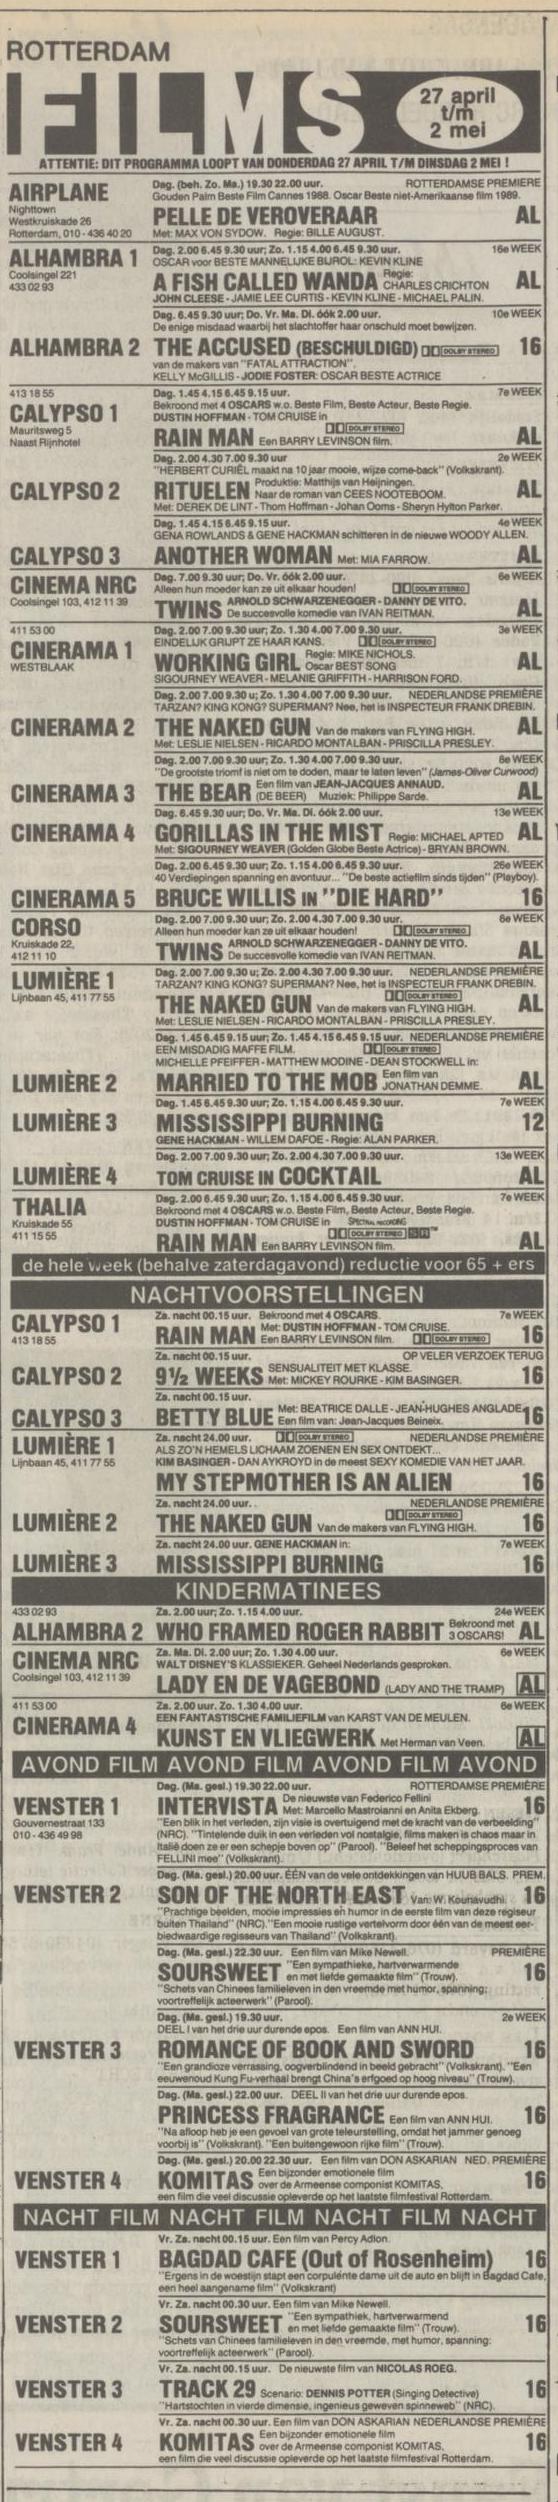 ROTTERDAM
FILMS
27 april
t/m
2 mei
ATTENTIE: DIT PROGRAMMA LOOPT VAN DONDERDAG 27 APRIL T/M DINSDAG 2 MEI !
AIRPLANE
Nighttown
Westkruiskade 26
Rotterdam, 010 - 436 40 20
Dag. (beh. Zo. Ma.) 19.30 22.00 uur. ROTTERDAMSE PREMIERE
Gouden Palm Beste Film Cannes 1988. Oscar Beste niet-Amerikaanse film 1989.
PELLE DE VEROVERAAR AL
Met: MAX VON SYDOW. Regie: BILLE AUGUST.
ALHAMBRA 1
Coolsingel 221
433 02 93
Dag. 2.00 6.45 9.30 uur; Zo. 1.15 4.00 6.45 9.30 uur. 16e WEEK
OSCAR voor BESTE MANNELIJKE BIJROL: KEVIN KLINE
A FISH CALLED WANDA Regie: CHARLES CRICHTON AL
JOHN CLEESE - JAMIE LEE CURTIS - KEVIN KLINE - MICHAEL PALIN.
Dag. 6.45 9.30 uur; Do. Vr. Ma. Di. óók 2.00 uur. 10e WEEK
De enige misdaad waarbij het slachtoffer haar onschuld moet bewijzen.
ALHAMBRA 2 THE ACCUSED (BESCHULDIGD) DOLBY STEREO 16
van de makers van "FATAL ATTRACTION".
KELLY McGILLIS - JODIE FOSTER: OSCAR BESTE ACTRICE
413 18 55
CALYPSO 1
Mauritsweg 5
Naast Rijnhotel
Dag. 1.45 4.15 6.45 9.15 uur. 7e WEEK
Bekroond met 4 OSCARS w.o. Beste Film, Beste Acteur, Beste Regie.
DUSTIN HOFFMAN - TOM CRUISE in
DOLBY STEREO
RAIN MAN Een BARRY LEVINSON film. AL
Dag. 2.00 4.30 7.00 9.30 uur 2e WEEK
"HERBERT CURIËL maakt na 10 jaar mooie, wijze come-back" (Volkskrant).
CALYPSO 2 RITUELEN Produktie: Matthijs van Heijningen. Naar de roman van CEES NOOTEBOOM. AL
Met: DEREK DE LINT - Thom Hoffman - Johan Ooms - Sheryn Hylton Parker.
Dag. 1.45 4.15 6.45 9.15 uur. 4e WEEK
GENA ROWLANDS & GENE HACKMAN schitteren in de nieuwe WOODY ALLEN.
CALYPSO 3 ANOTHER WOMAN Met: MIA FARROW. AL
CINEMA NRC
Coolsingel 103, 412 11 39
Dag. 7.00 9.30 uur; Do. Vr. óók 2.00 uur. 6e WEEK
Alleen hun moeder kan ze uit elkaar houden! DOLBY STEREO
TWINS ARNOLD SCHWARZENEGGER - DANNY DE VITO. De succesvolle komedie van IVAN REITMAN. AL
411 53 00
CINERAMA 1
WESTBLAAK
Dag. 2.00 7.00 9.30 uur; Zo. 1.30 4.00 7.00 9.30 uur. 3e WEEK
EINDELIJK GRIJPT ZE HAAR KANS. DOLBY STEREO
WORKING GIRL Regie: MIKE NICHOLS. Oscar BEST SONG AL
SIGOURNEY WEAVER - MELANIE GRIFFITH - HARRISON FORD.
Dag. 2.00 7.00 9.30 u; Zo. 1.30 4.00 7.00 9.30 uur. NEDERLANDSE PREMIÈRE
TARZAN? KING KONG? SUPERMAN? Nee, het is INSPECTEUR FRANK DREBIN.
CINERAMA 2 THE NAKED GUN Van de makers van FLYING HIGH. AL
Met: LESLIE NIELSEN - RICARDO MONTALBAN - PRISCILLA PRESLEY.
Dag. 2.00 7.00 9.30 uur; Zo. 1.30 4.00 7.00 9.30 uur. 8e WEEK
"De grootste triomf is niet om te doden, maar te laten leven" (James-Oliver Curwood)
CINERAMA 3 THE BEAR Een film van JEAN-JACQUES ANNAUD. (DE BEER) Muziek: Philippe Sarde. AL
Dag. 6.45 9.30 uur; Do. Vr. Ma. Di. óók 2.00 uur. 13e WEEK
CINERAMA 4 GORILLAS IN THE MIST Regie: MICHAEL APTED AL
Met: SIGOURNEY WEAVER (Golden Globe Beste Actrice) - BRYAN BROWN.
Dag. 2.00 6.45 9.15 uur; Zo. 1.15 4.00 6.45 9.15 uur. 26e WEEK
40 Verdiepingen spanning en avontuur... "De beste actiefilm sinds tijden" (Playboy).
CINERAMA 5 BRUCE WILLIS IN "DIE HARD" 16
CORSO
Kruiskade 22,
412 11 10
Dag. 2.00 7.00 9.30 uur; Zo. 2.00 4.30 7.00 9.30 uur. 6e WEEK
Alleen hun moeder kan ze uit elkaar houden! DOLBY STEREO
TWINS ARNOLD SCHWARZENEGGER - DANNY DE VITO. De succesvolle komedie van IVAN REITMAN. AL
LUMIÈRE 1
Lijnbaan 45, 411 77 55
Dag. 2.00 7.00 9.30 u; Zo. 2.00 4.30 7.00 9.30 uur. NEDERLANDSE PREMIÈRE
TARZAN? KING KONG? SUPERMAN? Nee, het is INSPECTEUR FRANK DREBIN.
DOLBY STEREO
THE NAKED GUN Van de makers van FLYING HIGH. AL
Met: LESLIE NIELSEN - RICARDO MONTALBAN - PRISCILLA PRESLEY.
Dag. 1.45 6.45 9.15 uur; Zo. 1.45 4.15 6.45 9.15 uur. NEDERLANDSE PREMIÈRE
EEN MISDADIG MAFFE FILM. DOLBY STEREO
MICHELLE PFEIFFER - MATTHEW MODINE - DEAN STOCKWELL in:
LUMIÈRE 2 MARRIED TO THE MOB Een film van JONATHAN DEMME. AL
Dag. 1.45 6.45 9.15 uur; Zo. 1.15 4.00 6.45 9.15 uur. 7e WEEK
LUMIÈRE 3 MISSISSIPPI BURNING 12
GENE HACKMAN - WILLEM DAFOE - Regie: ALAN PARKER.
Dag. 2.00 7.00 9.30 uur; Zo. 2.00 4.30 7.00 9.30 uur. 13e WEEK
LUMIÈRE 4 TOM CRUISE IN COCKTAIL AL
THALIA
Kruiskade 55
411 15 55
Dag. 2.00 6.45 9.30 uur; Zo. 1.15 4.00 6.45 9.30 uur. 7e WEEK
Bekroond met 4 OSCARS w.o. Beste Film, Beste Acteur, Beste Regie.
DUSTIN HOFFMAN - TOM CRUISE in SPECTRAL RECORDING
DOLBY STEREO SR™
RAIN MAN Een BARRY LEVINSON film. AL
de hele week (behalve zaterdagavond) reductie voor 65 + ers
NACHTVOORSTELLINGEN
CALYPSO 1
413 18 55
Za. nacht 00.15 uur. Bekroond met 4 OSCARS. 7e WEEK
RAIN MAN Met: DUSTIN HOFFMAN - TOM CRUISE. Een BARRY LEVINSON film. DOLBY STEREO 16
Za. nacht 00.15 uur. OP VELER VERZOEK TERUG
CALYPSO 2 9½ WEEKS SENSUALITEIT MET KLASSE. Met: MICKEY ROURKE - KIM BASINGER. 16
Za. nacht 00.15 uur.
CALYPSO 3 BETTY BLUE Met: BEATRICE DALLE - JEAN-HUGHES ANGLADE. Een film van: Jean-Jacques Beineix. 16
LUMIÈRE 1
Lijnbaan 45, 411 77 55
Za. nacht 24.00 uur. DOLBY STEREO NEDERLANDSE PREMIÈRE
ALS ZO'N HEMELS LICHAAM ZOENEN EN SEX ONTDEKT...
KIM BASINGER - DAN AYKROYD in de meest SEXY KOMEDIE VAN HET JAAR.
MY STEPMOTHER IS AN ALIEN 16
Za. nacht 24.00 uur. NEDERLANDSE PREMIÈRE
DOLBY STEREO
LUMIÈRE 2 THE NAKED GUN Van de makers van FLYING HIGH. 16
Za. nacht 24.00 uur. GENE HACKMAN in: 7e WEEK
LUMIÈRE 3 MISSISSIPPI BURNING 16
KINDERMATINEES
433 02 93
Za. 2.00 uur; Zo. 1.15 4.00 uur. 24e WEEK
ALHAMBRA 2 WHO FRAMED ROGER RABBIT Bekroond met 3 OSCARS! AL
CINEMA NRC
Coolsingel 103, 412 11 39
Za. Ma. Di. 2.00 uur; Zo. 1.30 4.00 uur. 6e WEEK
WALT DISNEY'S KLASSIEKER. Geheel Nederlands gesproken.
LADY EN DE VAGEBOND (LADY AND THE TRAMP) AL
411 53 00
Za. 2.00 uur. Zo. 1.30 4.00 uur. 6e WEEK
EEN FANTASTISCHE FAMILIEFILM van KARST VAN DE MEULEN.
CINERAMA 4 KUNST EN VLIEGWERK Met Herman van Veen. AL
AVOND FILM AVOND FILM AVOND FILM AVOND
VENSTER 1
Gouvernestraat 133
010 - 436 49 98
Dag. (Ma. gesl.) 19.30 22.00 uur. ROTTERDAMSE PREMIÈRE
INTERVISTA De nieuwste van Federico Fellini Met: Marcello Mastroianni en Anita Ekberg. 16
"Een blik in het verleden, zijn visie is overtuigend met de kracht van de verbeelding"
(NRC). "Tintelende duik in een verleden vol nostalgie, films maken is chaos maar in
Italië doen ze er een schepje boven op" (Parool). "Beleef het scheppingsproces van
FELLINI mee" (Volkskrant).
Dag. (Ma. gesl.) 20.00 uur. ÉÉN van de vele ontdekkingen van HUUB BALS. PREM.
VENSTER 2 SON OF THE NORTH EAST Van: W. Kounavudhi. 16
"Prachtige beelden, mooie impressies en humor in de eerste film van deze regiseur
buiten Thailand" (NRC). "Een mooie rustige vertelvorm door één van de meest eer-
biedwaardige regisseurs van Thailand" (Volkskrant).
Dag. (Ma. gesl.) 22.30 uur. Een film van Mike Newell. PREMIÈRE
SOURSWEET "Een sympathieke, hartverwarmende en met liefde gemaakte film" (Trouw). 16
"Schets van Chinees familieleven in den vreemde met humor, spanning;
voortreffelijk acteerwerk" (Parool).
Dag. (Ma. gesl.) 19.30 uur. 2e WEEK
DEEL I van het drie uur durende epos. Een film van ANN HUI.
VENSTER 3 ROMANCE OF BOOK AND SWORD 16
"Een grandioze verrassing, oogverblindend in beeld gebracht" (Volkskrant). "Een
eeuwenoud Kung Fu-verhaal brengt China's erfgoed op hoog niveau" (Trouw).
Dag. (Ma. gesl.) 22.00 uur. DEEL II van het drie uur durende epos.
PRINCESS FRAGRANCE Een film van ANN HUI. 16
"Na afloop heb je een gevoel van grote teleurstelling, omdat het jammer genoeg
voorbij is" (Volkskrant). "Een buitengewoon rijke film" (Trouw).
Dag. (Ma. gesl.) 20.00 22.30 uur. Een film van DON ASKARIAN NED. PREMIÈRE
VENSTER 4 KOMITAS Een bijzonder emotionele film over de Armeense componist KOMITAS, 16
een film die veel discussie opleverde op het laatste filmfestival Rotterdam.
NACHT FILM NACHT FILM NACHT FILM NACHT
Vr. Za. nacht 00.15 uur. Een film van Percy Adlon.
VENSTER 1 BAGDAD CAFE (Out of Rosenheim) 16
"Ergens in de woestijn stapt een corpulénte dame uit de auto en blijft in Bagdad Cafe,
een heel aangename film" (Volkskrant)
Vr. Za. nacht 00.30 uur. Een film van Mike Newell.
VENSTER 2 SOURSWEET "Een sympathiek, hartverwarmend en met liefde gemaakte film" (Trouw). 16
"Schets van Chinees familieleven in den vreemde, met humor, spanning:
voortreffelijk acteerwerk" (Parool).
Vr. Za. nacht 00.15 uur. De nieuwste film van NICOLAS ROEG.
VENSTER 3 TRACK 29 Scenario: DENNIS POTTER (Singing Detective) 16
"Hartstochten in vierde dimensie, ingenieus geweven spinneweb" (NRC).
Vr. Za. nacht 00.30 uur. Een film van DON ASKARIAN NEDERLANDSE PREMIÈRE
VENSTER 4 KOMITAS Een bijzonder emotionele film over de Armeense componist KOMITAS, 16
een film die veel discussie opleverde op het laatste filmfestival Rotterdam.